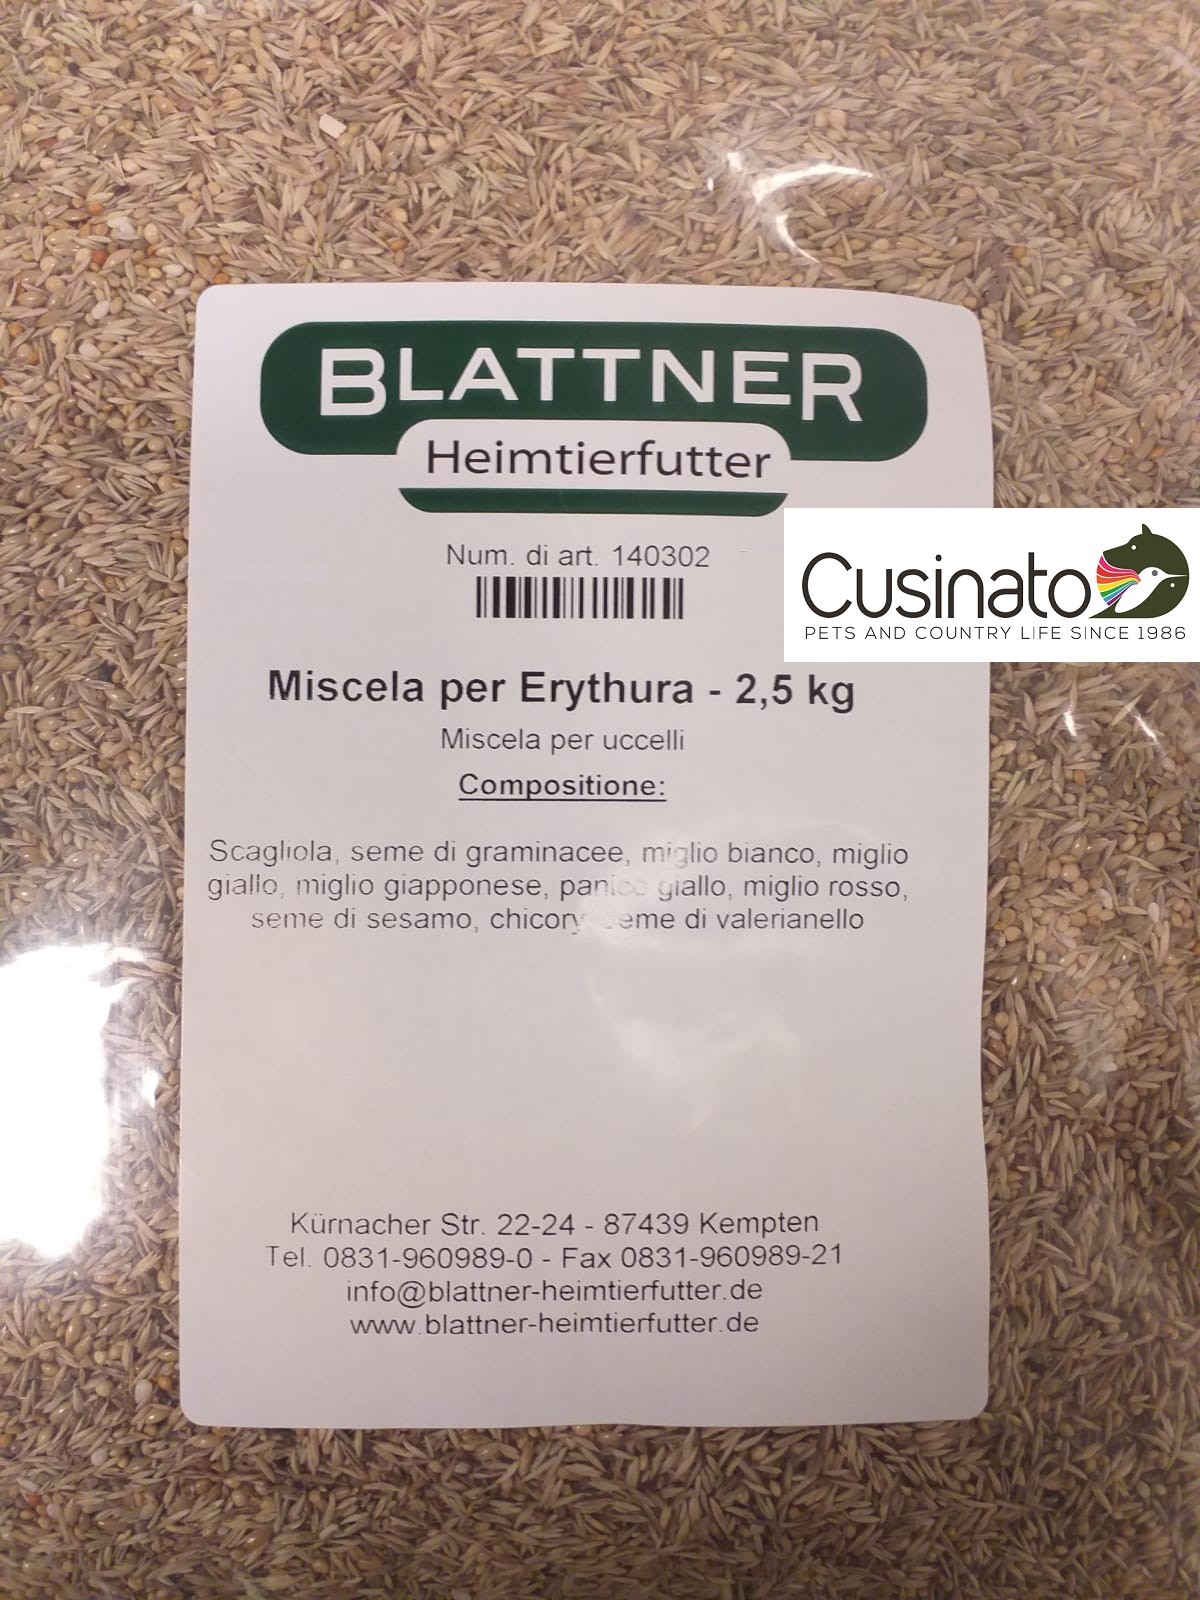 BLATTNER
Heimtierfutter
Num. di art. 140302
Cusinato
PETS AND COUNTRY LIFE SINCE 1986
Miscela per Erythura - 2,5 kg
Miscela per uccelli
Compositione:
Scagliola, seme di graminacee, miglio bianco, miglio
giallo, miglio giapponese, panico giallo, miglio rosso,
seme di sesamo, chicory, seme di valerianello
Kürnacher Str. 22-24 - 87439 Kempten
Tel. 0831-960989-0 - Fax 0831-960989-21
info@blattner-heimtierfutter.de
www.blattner-heimtierfutter.de